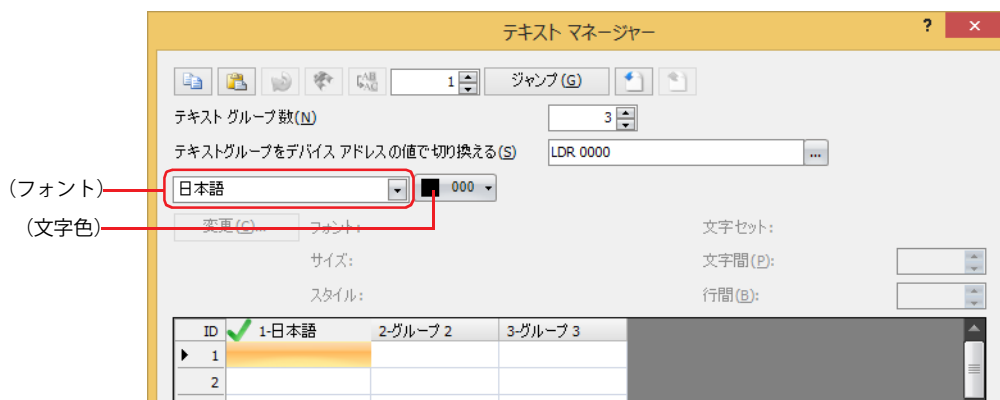 テキスト マネージャー ? ×
1 ジャンプ(G)
テキスト グループ数(N) 3
テキストグループをデバイス アドレスの値で切り換える(S) LDR 0000 ...
(フォント) 日本語 000
(文字色)
変更(C)... フォント: 文字セット:
サイズ: 文字間(P):
スタイル: 行間(B):
ID 1-日本語 2-グループ 2 3-グループ 3
1
2